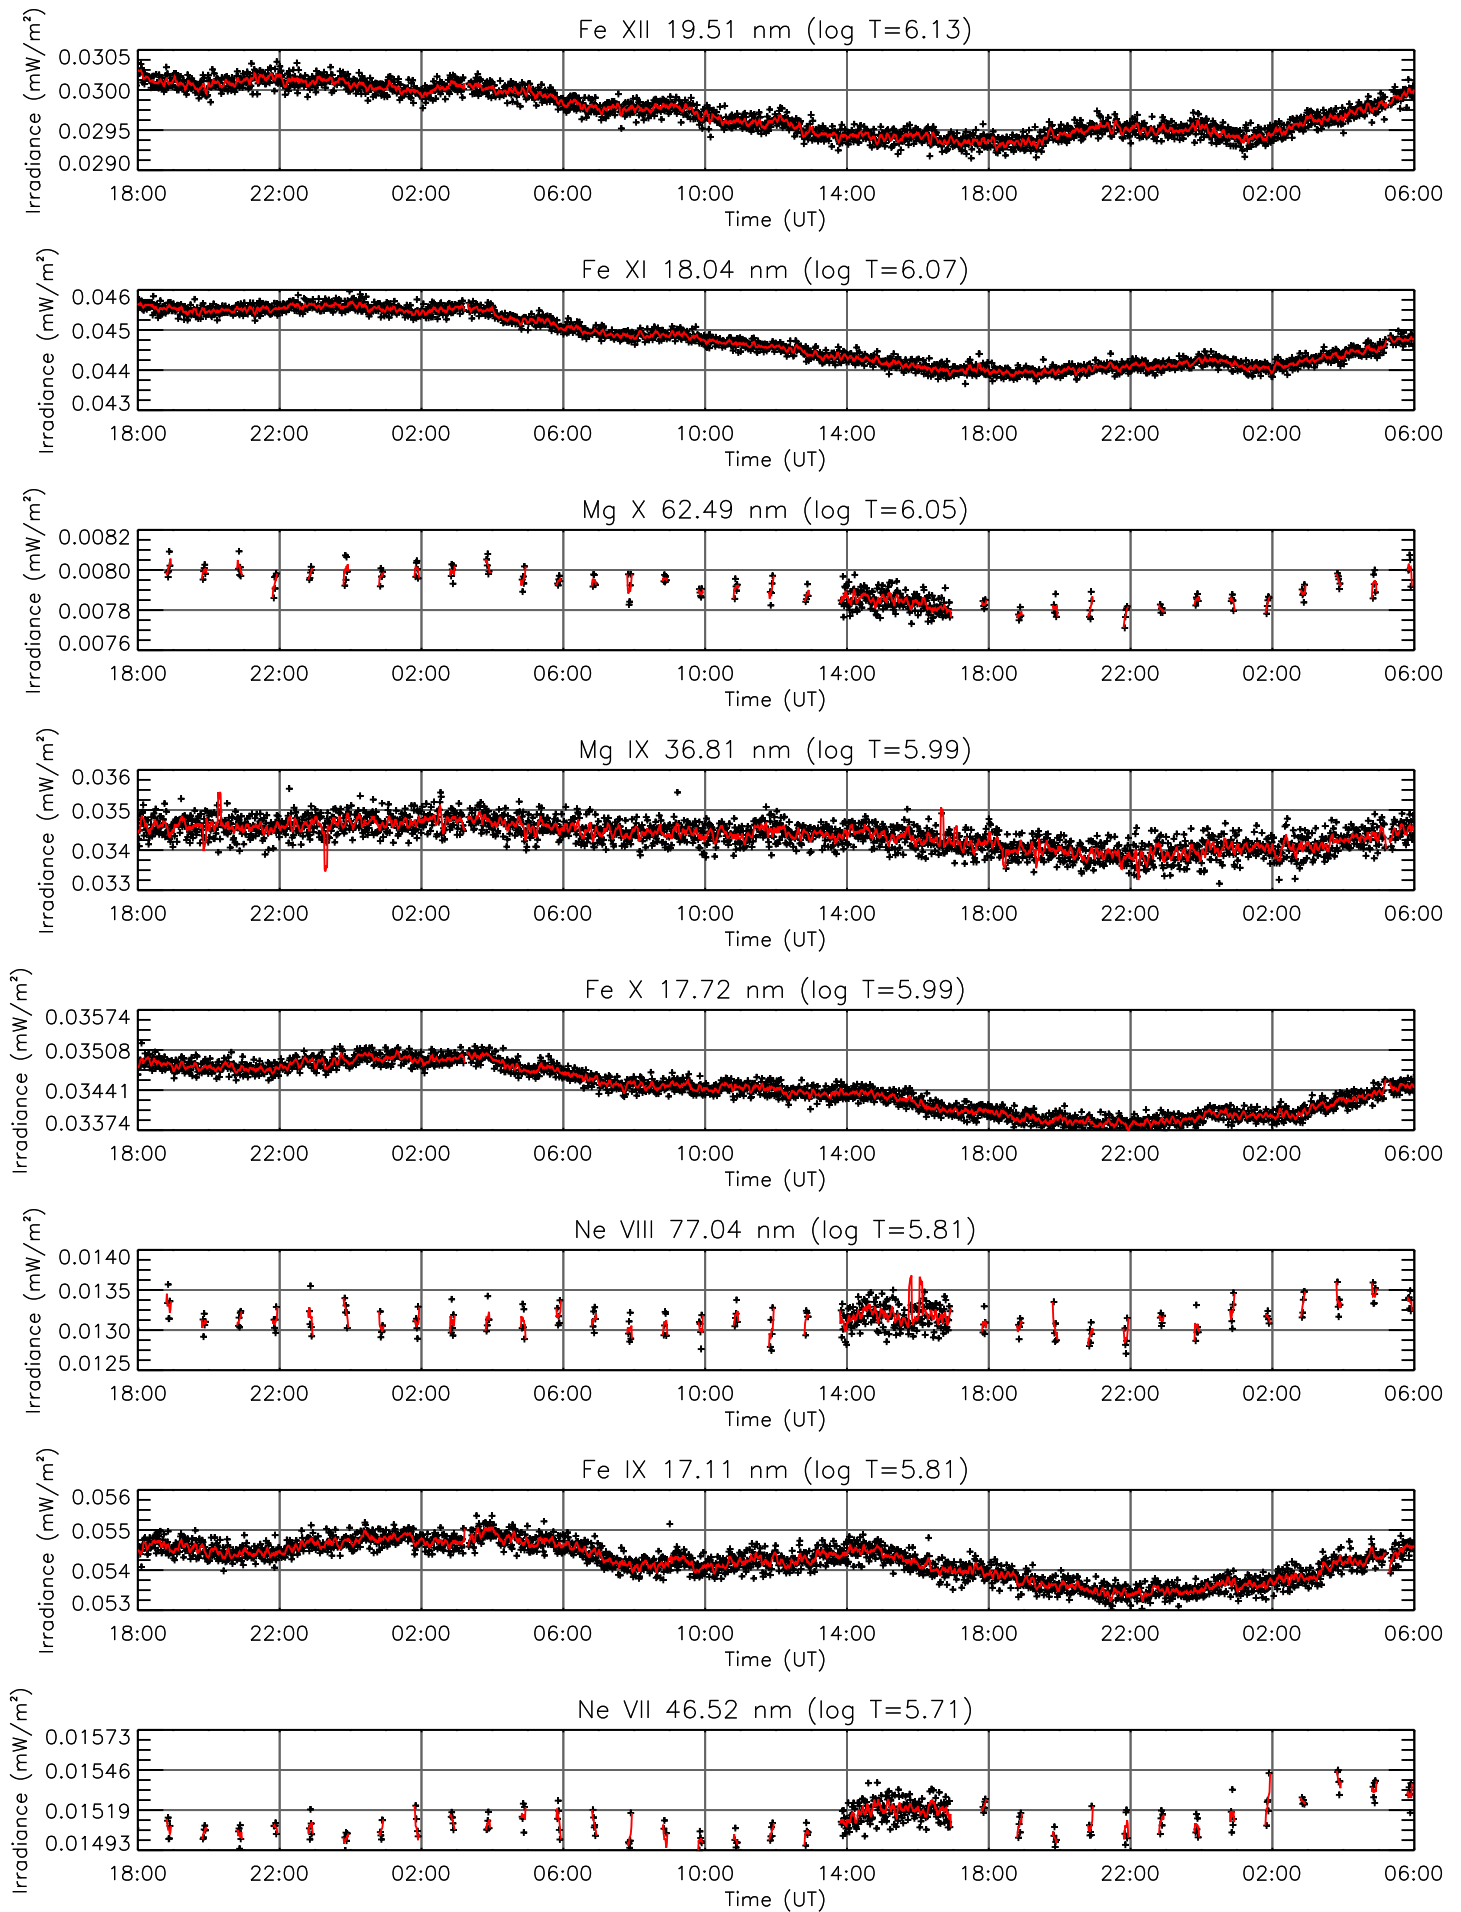 Fe XII 19.51 nm (log T=6.13)
Irradiance (mW/m²)
0.0305
0.0300
0.0295
0.0290
18:00 22:00 02:00 06:00 10:00 14:00 18:00 22:00 02:00 06:00
Time (UT)
Fe XI 18.04 nm (log T=6.07)
Irradiance (mW/m²)
0.046
0.045
0.044
0.043
18:00 22:00 02:00 06:00 10:00 14:00 18:00 22:00 02:00 06:00
Time (UT)
Mg X 62.49 nm (log T=6.05)
Irradiance (mW/m²)
0.0082
0.0080
0.0078
0.0076
18:00 22:00 02:00 06:00 10:00 14:00 18:00 22:00 02:00 06:00
Time (UT)
Mg IX 36.81 nm (log T=5.99)
Irradiance (mW/m²)
0.036
0.035
0.034
0.033
18:00 22:00 02:00 06:00 10:00 14:00 18:00 22:00 02:00 06:00
Time (UT)
Fe X 17.72 nm (log T=5.99)
Irradiance (mW/m²)
0.03574
0.03508
0.03441
0.03374
18:00 22:00 02:00 06:00 10:00 14:00 18:00 22:00 02:00 06:00
Time (UT)
Ne VIII 77.04 nm (log T=5.81)
Irradiance (mW/m²)
0.0140
0.0135
0.0130
0.0125
18:00 22:00 02:00 06:00 10:00 14:00 18:00 22:00 02:00 06:00
Time (UT)
Fe IX 17.11 nm (log T=5.81)
Irradiance (mW/m²)
0.056
0.055
0.054
0.053
18:00 22:00 02:00 06:00 10:00 14:00 18:00 22:00 02:00 06:00
Time (UT)
Ne VII 46.52 nm (log T=5.71)
Irradiance (mW/m²)
0.01573
0.01546
0.01519
0.01493
18:00 22:00 02:00 06:00 10:00 14:00 18:00 22:00 02:00 06:00
Time (UT)